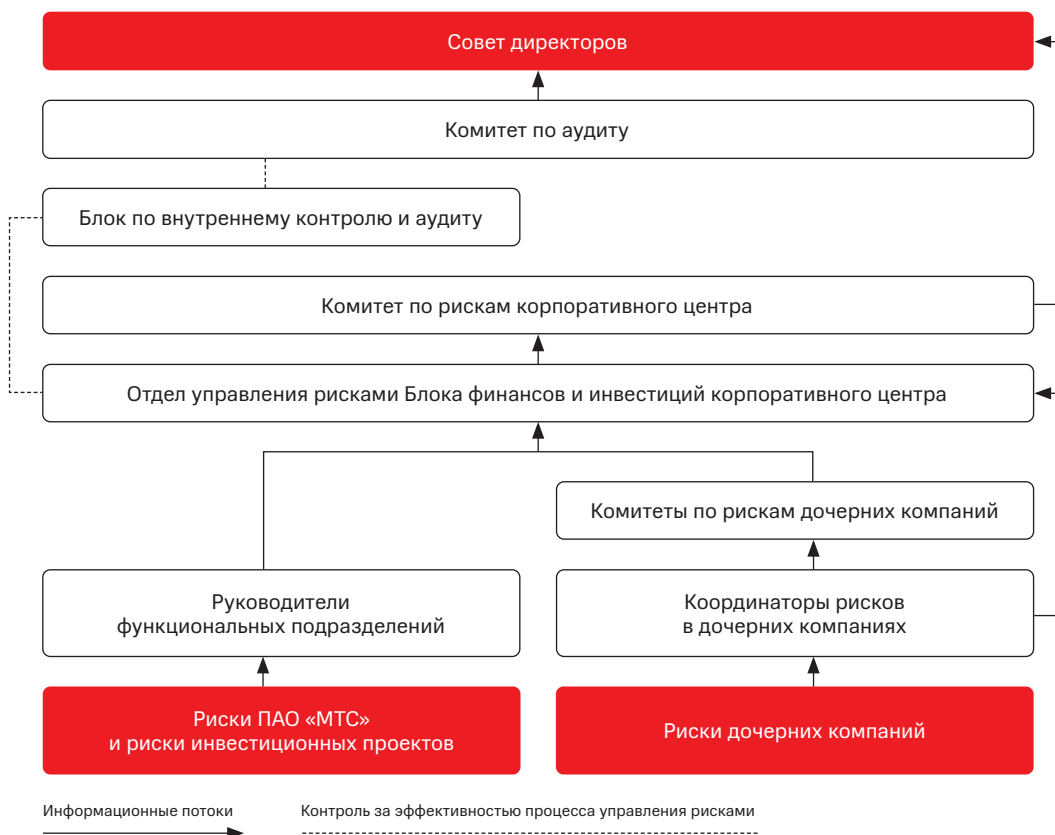 Совет директоров
Комитет по аудиту
Блок по внутреннему контролю и аудиту
Комитет по рискам корпоративного центра
Отдел управления рисками Блока финансов и инвестиций корпоративного центра
Комитеты по рискам дочерних компаний
Руководители
функциональных подразделений
Координаторы рисков
в дочерних компаниях
Риски ПАО «МТС»
и риски инвестиционных проектов
Риски дочерних компаний
Информационные потоки
Контроль за эффективностью процесса управления рисками